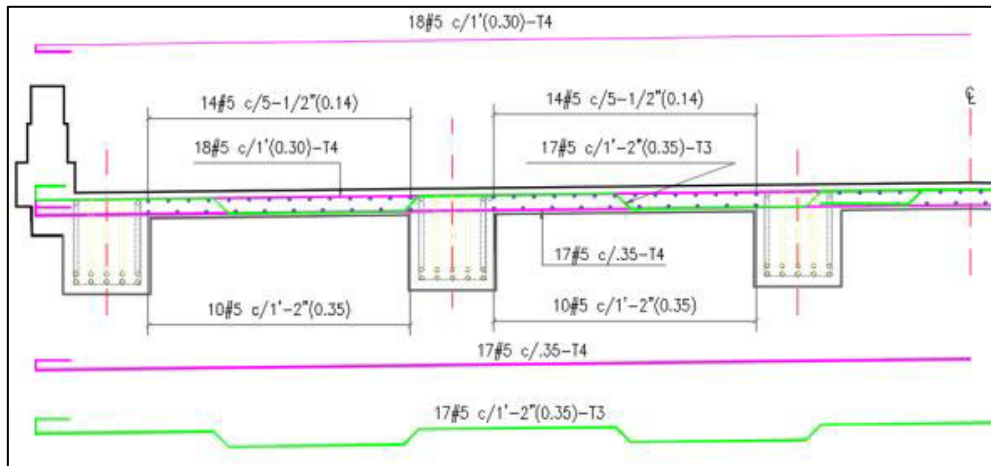 18#5 c/1'(0.30)-T4
14#5 c/5-1/2"(0.14)
14#5 c/5-1/2"(0.14)
℄
18#5 c/1'(0.30)-T4
17#5 c/1'-2"(0.35)-T3
17#5 c/.35-T4
10#5 c/1'-2"(0.35)
10#5 c/1'-2"(0.35)
17#5 c/.35-T4
17#5 c/1'-2"(0.35)-T3